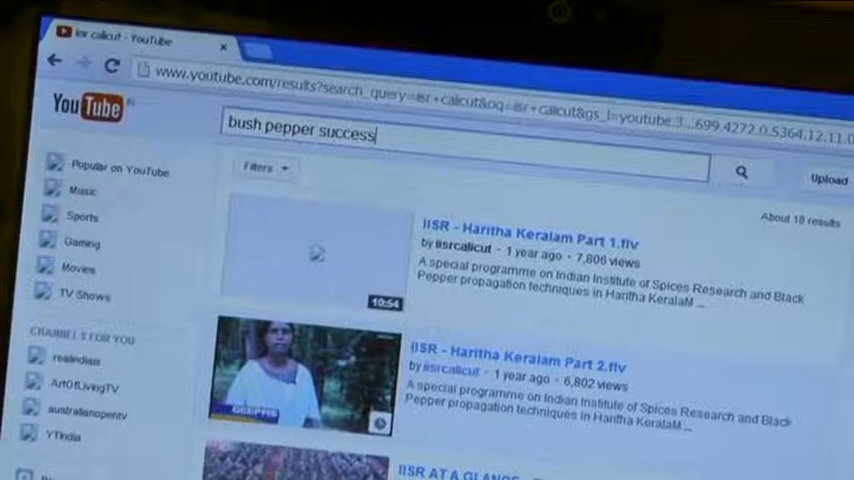 iisr calicut - YouTube
www.youtube.com/results?search_query=iisr+calicut&oq=iisr+calicut&gs_l=youtube.3...699.4272.0.5364.12.11.0
YouTube
bush pepper success
Upload
Filters
About 18 results
Popular on YouTube
Music
Sports
Gaming
Movies
TV Shows
CHANNELS FOR YOU
realindians
ArtOfLivingTV
australianopentv
YTIndia
IISR - Haritha Keralam Part 1.flv
by iisrcalicut · 1 year ago · 7,806 views
A special programme on Indian Institute of Spices Research and Black
Pepper propagation techniques in Haritha KeralaM ...
10:54
IISR - Haritha Keralam Part 2.flv
by iisrcalicut · 1 year ago · 6,802 views
A special programme on Indian Institute of Spices Research and Black
Pepper propagation techniques in Haritha KeralaM ...
IISR AT A GLANCE